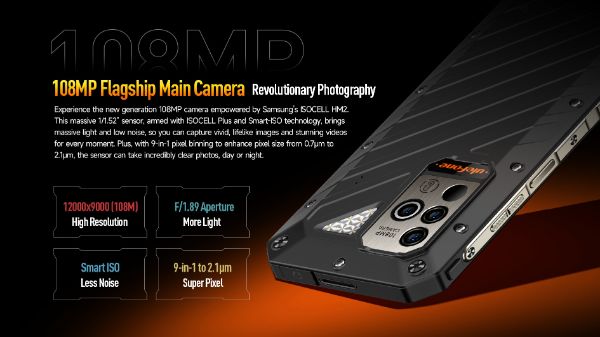 108MP
108MP Flagship Main Camera Revolutionary Photography
Experience the new generation 108MP camera empowered by Samsung's ISOCELL HM2.
This massive 1/1.52" sensor, armed with ISOCELL Plus and Smart-ISO technology, brings
massive light and low noise, so you can capture vivid, lifelike images and stunning videos
for every moment. Plus, with 9-in-1 pixel binning to enhance pixel size from 0.7μm to
2.1μm, the sensor can take incredibly clear photos, day or night.
12000x9000 (108M)
High Resolution
F/1.89 Aperture
More Light
Smart ISO
Less Noise
9-in-1 to 2.1μm
Super Pixel
ulefone
108MP